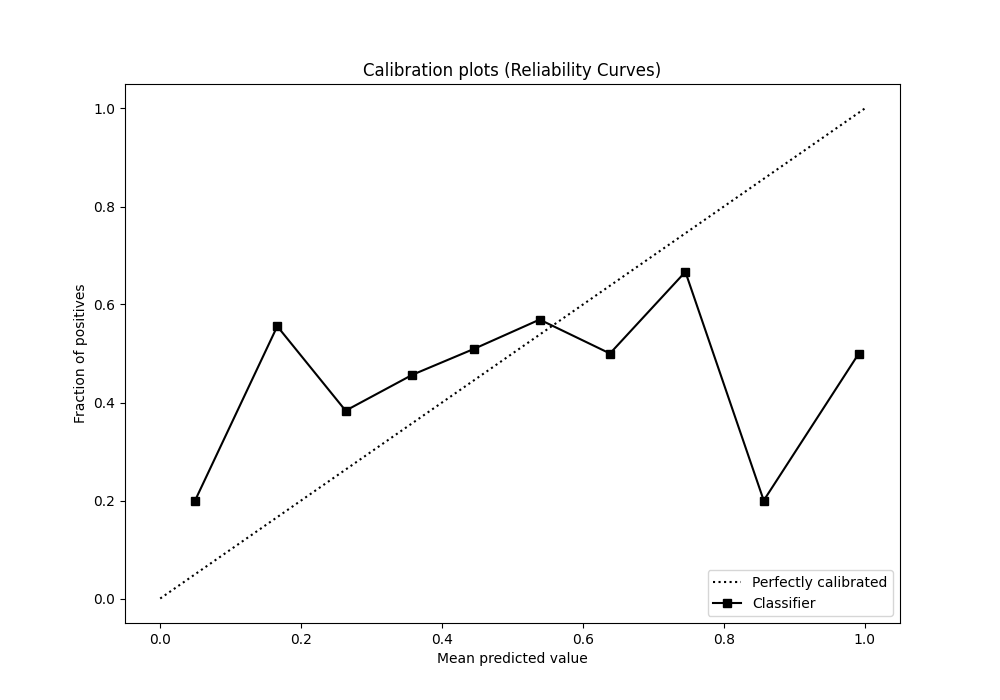 Calibration plots (Reliability Curves)
1.0
0.8
0.6
0.4
0.2
0.0
Fraction of positives
0.0 0.2 0.4 0.6 0.8 1.0
Mean predicted value
Perfectly calibrated
Classifier